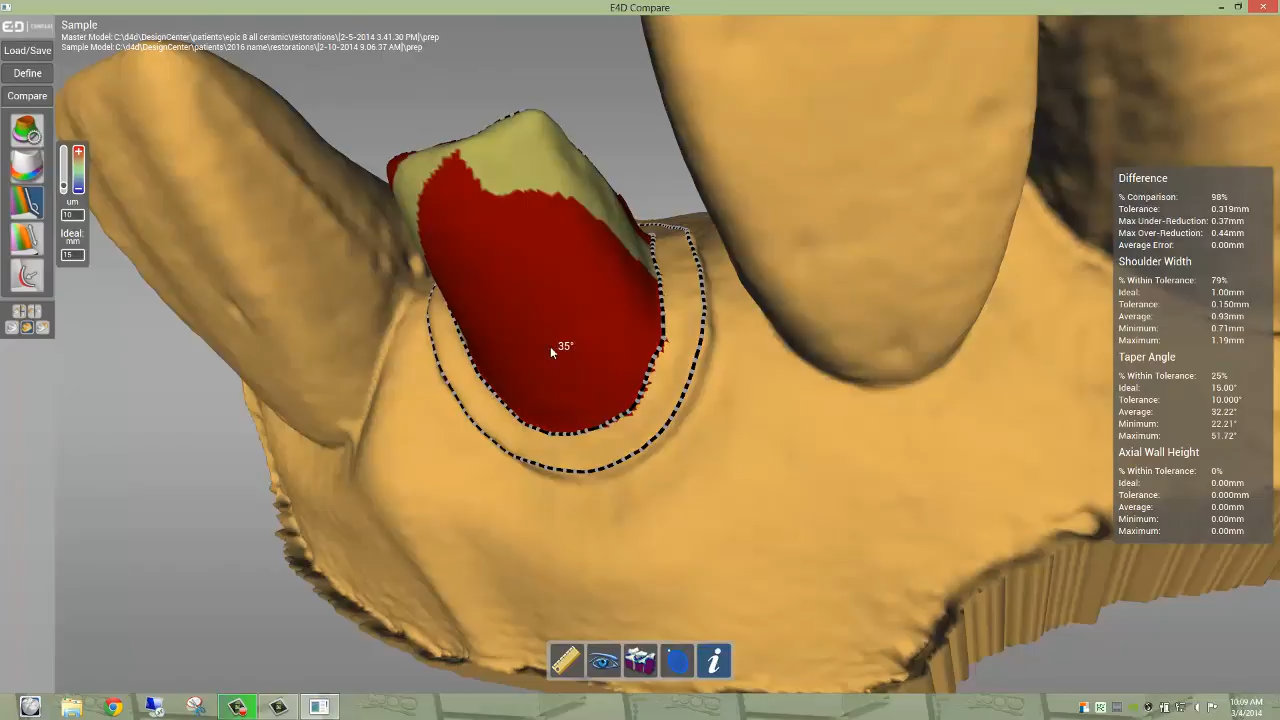 E4D Compare
E4D | COMPARE
Sample
Master Model: C:\d4d\DesignCenter\patients\epic 8 all ceramic\restorations\[2-5-2014 3.41.30 PM]\prep
Sample Model: C:\d4d\DesignCenter\patients\2016 name\restorations\[2-10-2014 9.06.37 AM]\prep
Load/Save
Define
Compare
um
10
Ideal:
mm
15
35°
Difference
% Comparison: 98%
Tolerance: 0.319mm
Max Under-Reduction: 0.37mm
Max Over-Reduction: 0.44mm
Average Error: 0.00mm
Shoulder Width
% Within Tolerance: 79%
Ideal: 1.00mm
Tolerance: 0.150mm
Average: 0.93mm
Minimum: 0.71mm
Maximum: 1.19mm
Taper Angle
% Within Tolerance: 25%
Ideal: 15.00°
Tolerance: 10.000°
Average: 32.22°
Minimum: 22.21°
Maximum: 51.72°
Axial Wall Height
% Within Tolerance: 0%
Ideal: 0.00mm
Tolerance: 0.000mm
Average: 0.00mm
Minimum: 0.00mm
Maximum: 0.00mm
i
10:09 AM
3/4/2014